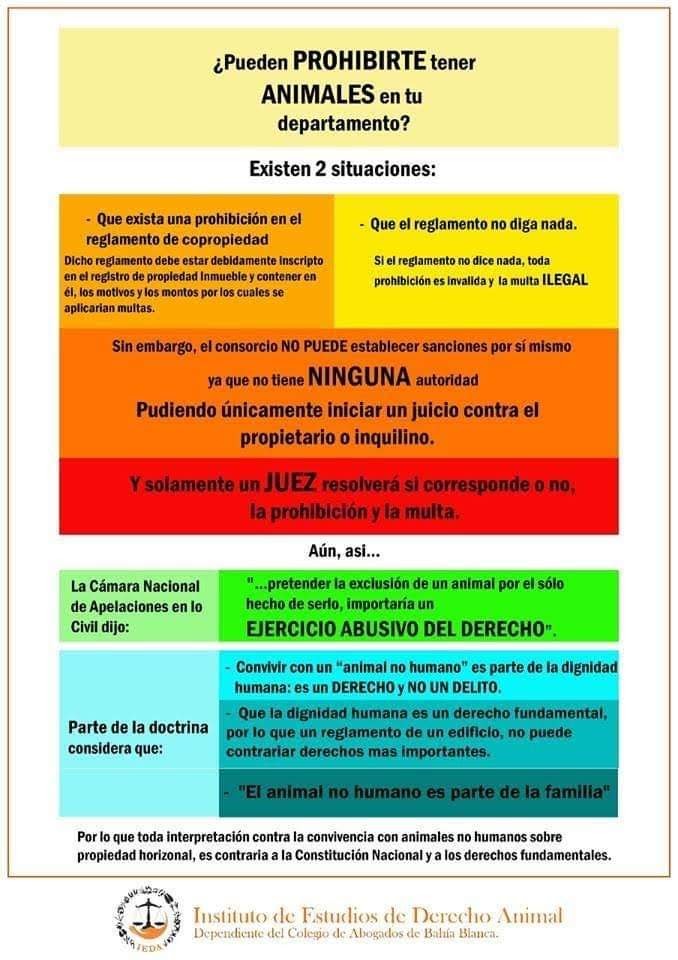 ¿Pueden PROHIBIRTE tener
ANIMALES en tu
departamento?
Existen 2 situaciones:
- Que exista una prohibición en el
reglamento de copropiedad
Dicho reglamento debe estar debidamente inscripto
en el registro de propiedad Inmueble y contener en
él, los motivos y los montos por los cuales se
aplicarian multas.
- Que el reglamento no diga nada.
Si el reglamento no dice nada, toda
prohibición es invalida y la multa ILEGAL
Sin embargo, el consorcio NO PUEDE establecer sanciones por sí mismo
ya que no tiene NINGUNA autoridad
Pudiendo únicamente iniciar un juicio contra el
propietario o inquilino.
Y solamente un JUEZ resolverá si corresponde o no,
la prohibición y la multa.
Aún, asi...
La Cámara Nacional
de Apelaciones en lo
Civil dijo:
"...pretender la exclusión de un animal por el sólo
hecho de serlo, importaría un
EJERCICIO ABUSIVO DEL DERECHO".
Parte de la doctrina
considera que:
- Convivir con un “animal no humano” es parte de la dignidad
humana: es un DERECHO y NO UN DELITO.
- Que la dignidad humana es un derecho fundamental,
por lo que un reglamento de un edificio, no puede
contrariar derechos mas importantes.
- "El animal no humano es parte de la familia"
Por lo que toda interpretación contra la convivencia con animales no humanos sobre
propiedad horizonal, es contraria a la Constitución Nacional y a los derechos fundamentales.
IEDA
Instituto de Estudios de Derecho Animal
Dependiente del Colegio de Abogados de Bahía Blanca.